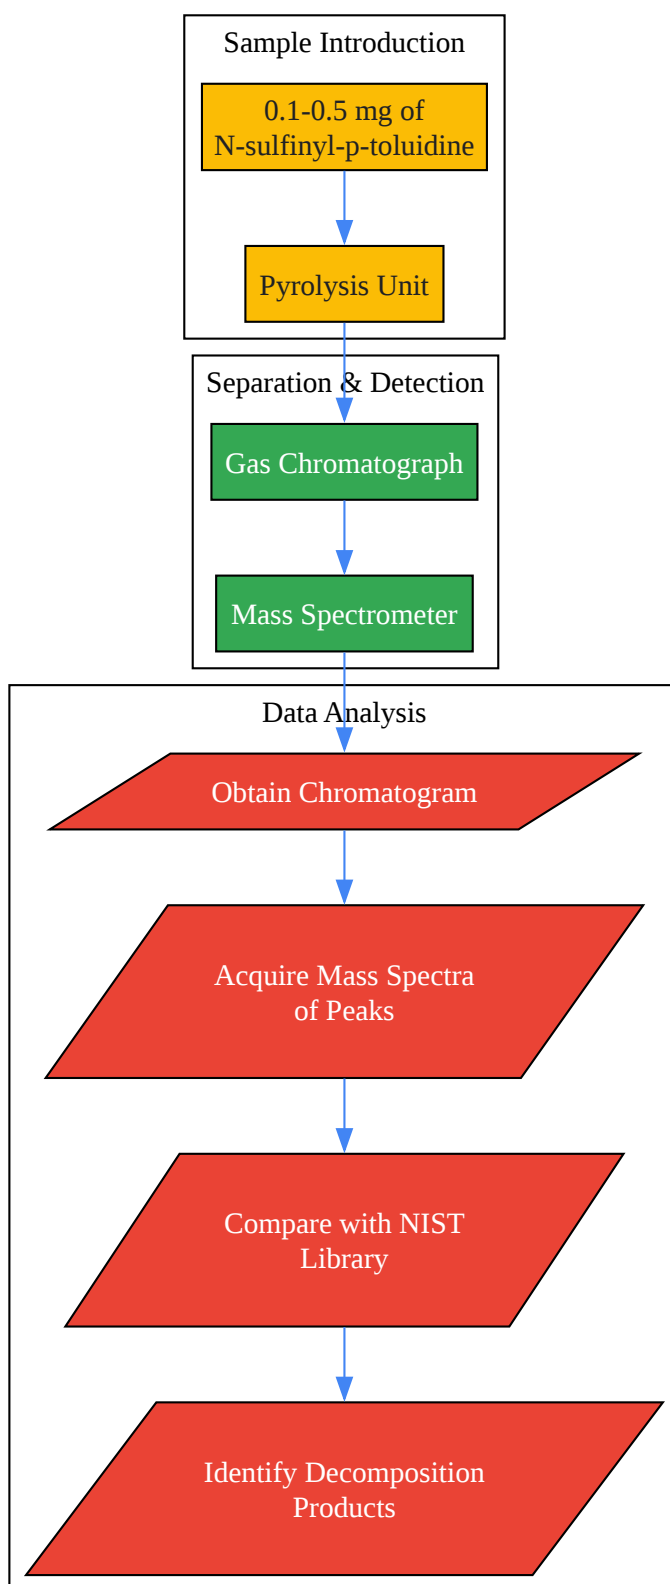 Sample Introduction
0.1-0.5 mg of
N-sulfinyl-p-toluidine
Pyrolysis Unit
Separation & Detection
Gas Chromatograph
Mass Spectrometer
Data Analysis
Obtain Chromatogram
Acquire Mass Spectra
of Peaks
Compare with NIST
Library
Identify Decomposition
Products